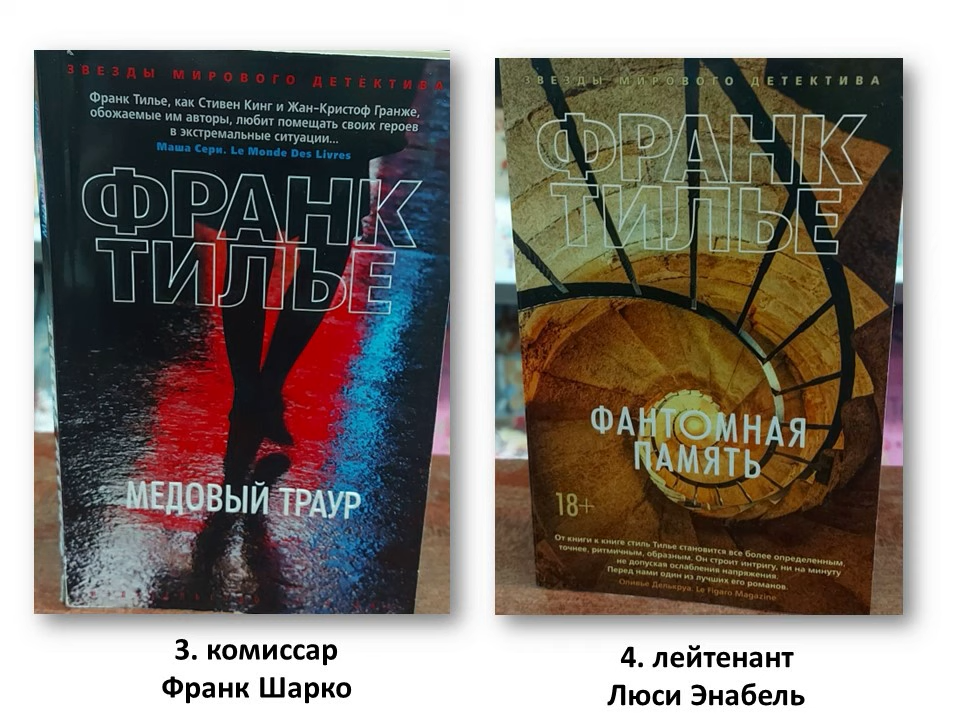 ЗВЕЗДЫ МИРОВОГО ДЕТЕКТИВА
Франк Тилье, как Стивен Кинг и Жан-Кристоф Гранже,
обожаемые им авторы, любит помещать своих героев
в экстремальные ситуации...
Маша Сери. Le Monde Des Livres
ФРАНК
ТИЛЬЕ
МЕДОВЫЙ ТРАУР
3. комиссар
Франк Шарко
ЗВЕЗДЫ МИРОВОГО ДЕТЕКТИВА
ФРАНК
ТИЛЬЕ
ФАНТОМНАЯ
ПАМЯТЬ
18+
От книги к книге стиль Тилье становится все более определенным,
точнее, ритмичным, образным. Он строит интригу, ни на минуту
не допуская ослабления напряжения.
Перед нами один из лучших его романов.
Оливье Делькруа. Le Figaro Magazine
4. лейтенант
Люси Энабель